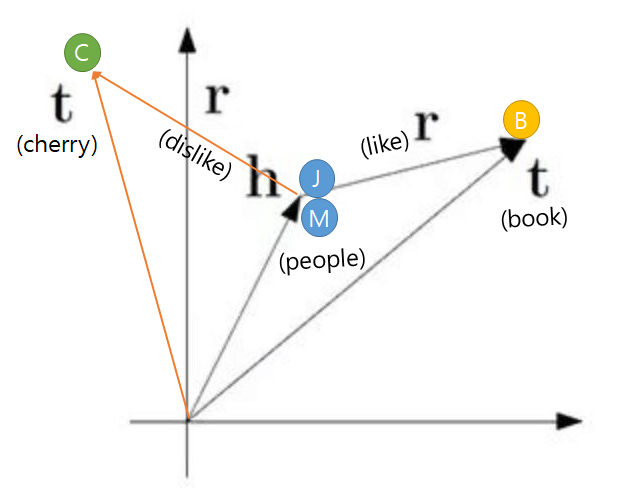 C
t
(cherry)
r
(dislike)
h
J
M
(people)
(like)
r
B
t
(book)